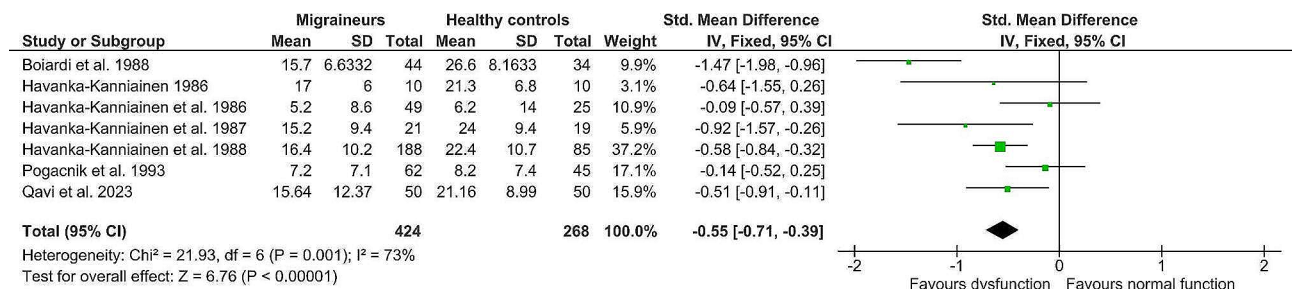 Migraineurs Healthy controls Std. Mean Difference Std. Mean Difference
Study or Subgroup Mean SD Total Mean SD Total Weight IV, Fixed, 95% CI IV, Fixed, 95% CI
Boiardi et al. 1988 15.7 6.6332 44 26.6 8.1633 34 9.9% -1.47 [-1.98, -0.96]
Havanka-Kanniainen 1986 17 6 10 21.3 6.8 10 3.1% -0.64 [-1.55, 0.26]
Havanka-Kanniainen et al. 1986 5.2 8.6 49 6.2 14 25 10.9% -0.09 [-0.57, 0.39]
Havanka-Kanniainen et al. 1987 15.2 9.4 21 24 9.4 19 5.9% -0.92 [-1.57, -0.26]
Havanka-Kanniainen et al. 1988 16.4 10.2 188 22.4 10.7 85 37.2% -0.58 [-0.84, -0.32]
Pogacnik et al. 1993 7.2 7.1 62 8.2 7.4 45 17.1% -0.14 [-0.52, 0.25]
Qavi et al. 2023 15.64 12.37 50 21.16 8.99 50 15.9% -0.51 [-0.91, -0.11]
Total (95% CI) 424 268 100.0% -0.55 [-0.71, -0.39]
Heterogeneity: Chi² = 21.93, df = 6 (P = 0.001); I² = 73%
Test for overall effect: Z = 6.76 (P < 0.00001)
-2 -1 0 1 2
Favours dysfunction Favours normal function